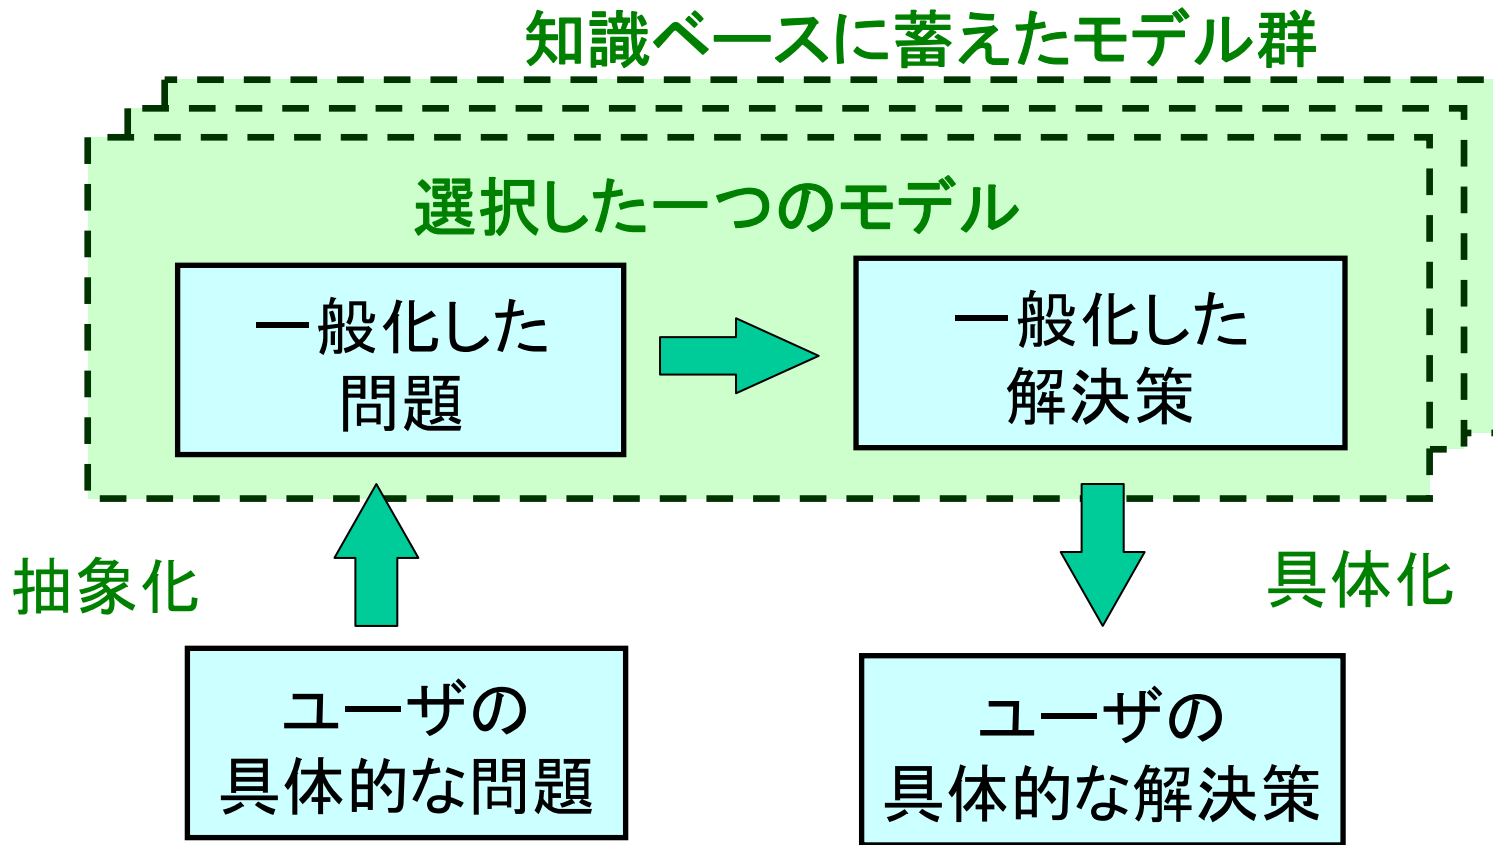 知識ベースに蓄えたモデル群
選択した一つのモデル
一般化した
問題
一般化した
解決策
抽象化
具体化
ユーザの
具体的な問題
ユーザの
具体的な解決策